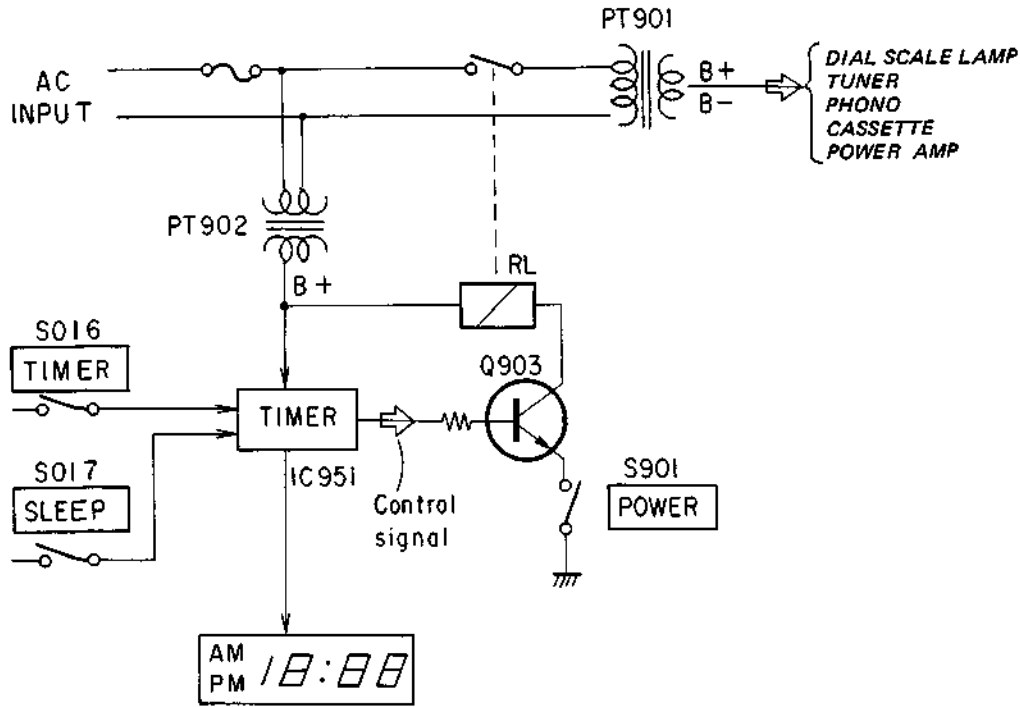 PT901
AC
INPUT
B+
B-
DIAL SCALE LAMP
TUNER
PHONO
CASSETTE
POWER AMP
PT902
B+
RL
S016
TIMER
Q903
TIMER
IC951
S017
SLEEP
Control
signal
S901
POWER
AM
PM
18:88